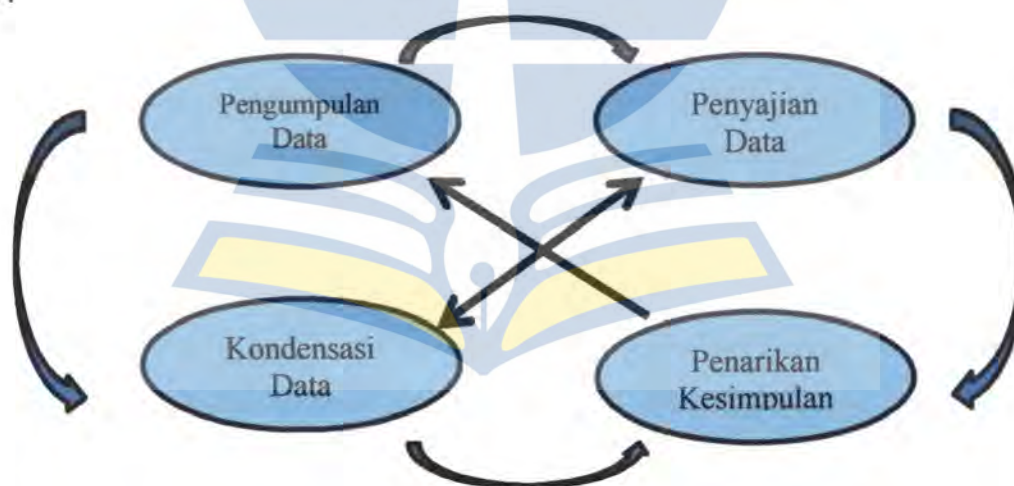 Pengumpulan
Data
Penyajian
Data
Kondensasi
Data
Penarikan
Kesimpulan